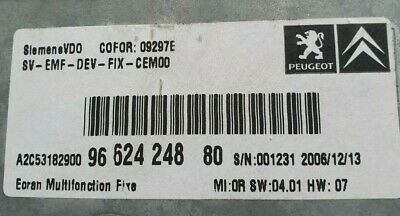 SiemensVDO COFOR: 09297E
SV-EMF-DEV-FIX-CEM00
PEUGEOT
A2C53182900 96 624 248 80 S/N:001231 2006/12/13
Ecran Multifonction Fixe MI:0R SW:04.01 HW: 07